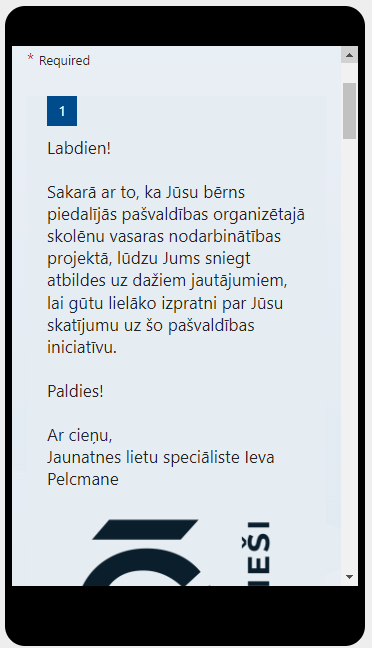 * Required
1
Labdien!
Sakarā ar to, ka Jūsu bērns
piedalījās pašvaldības organizētajā
skolēnu vasaras nodarbinātības
projektā, lūdzu Jums sniegt
atbildes uz dažiem jautājumiem,
lai gūtu lielāko izpratni par Jūsu
skatījumu uz šo pašvaldības
iniciatīvu.
Paldies!
Ar cieņu,
Jaunatnes lietu speciāliste Ieva
Pelcmane